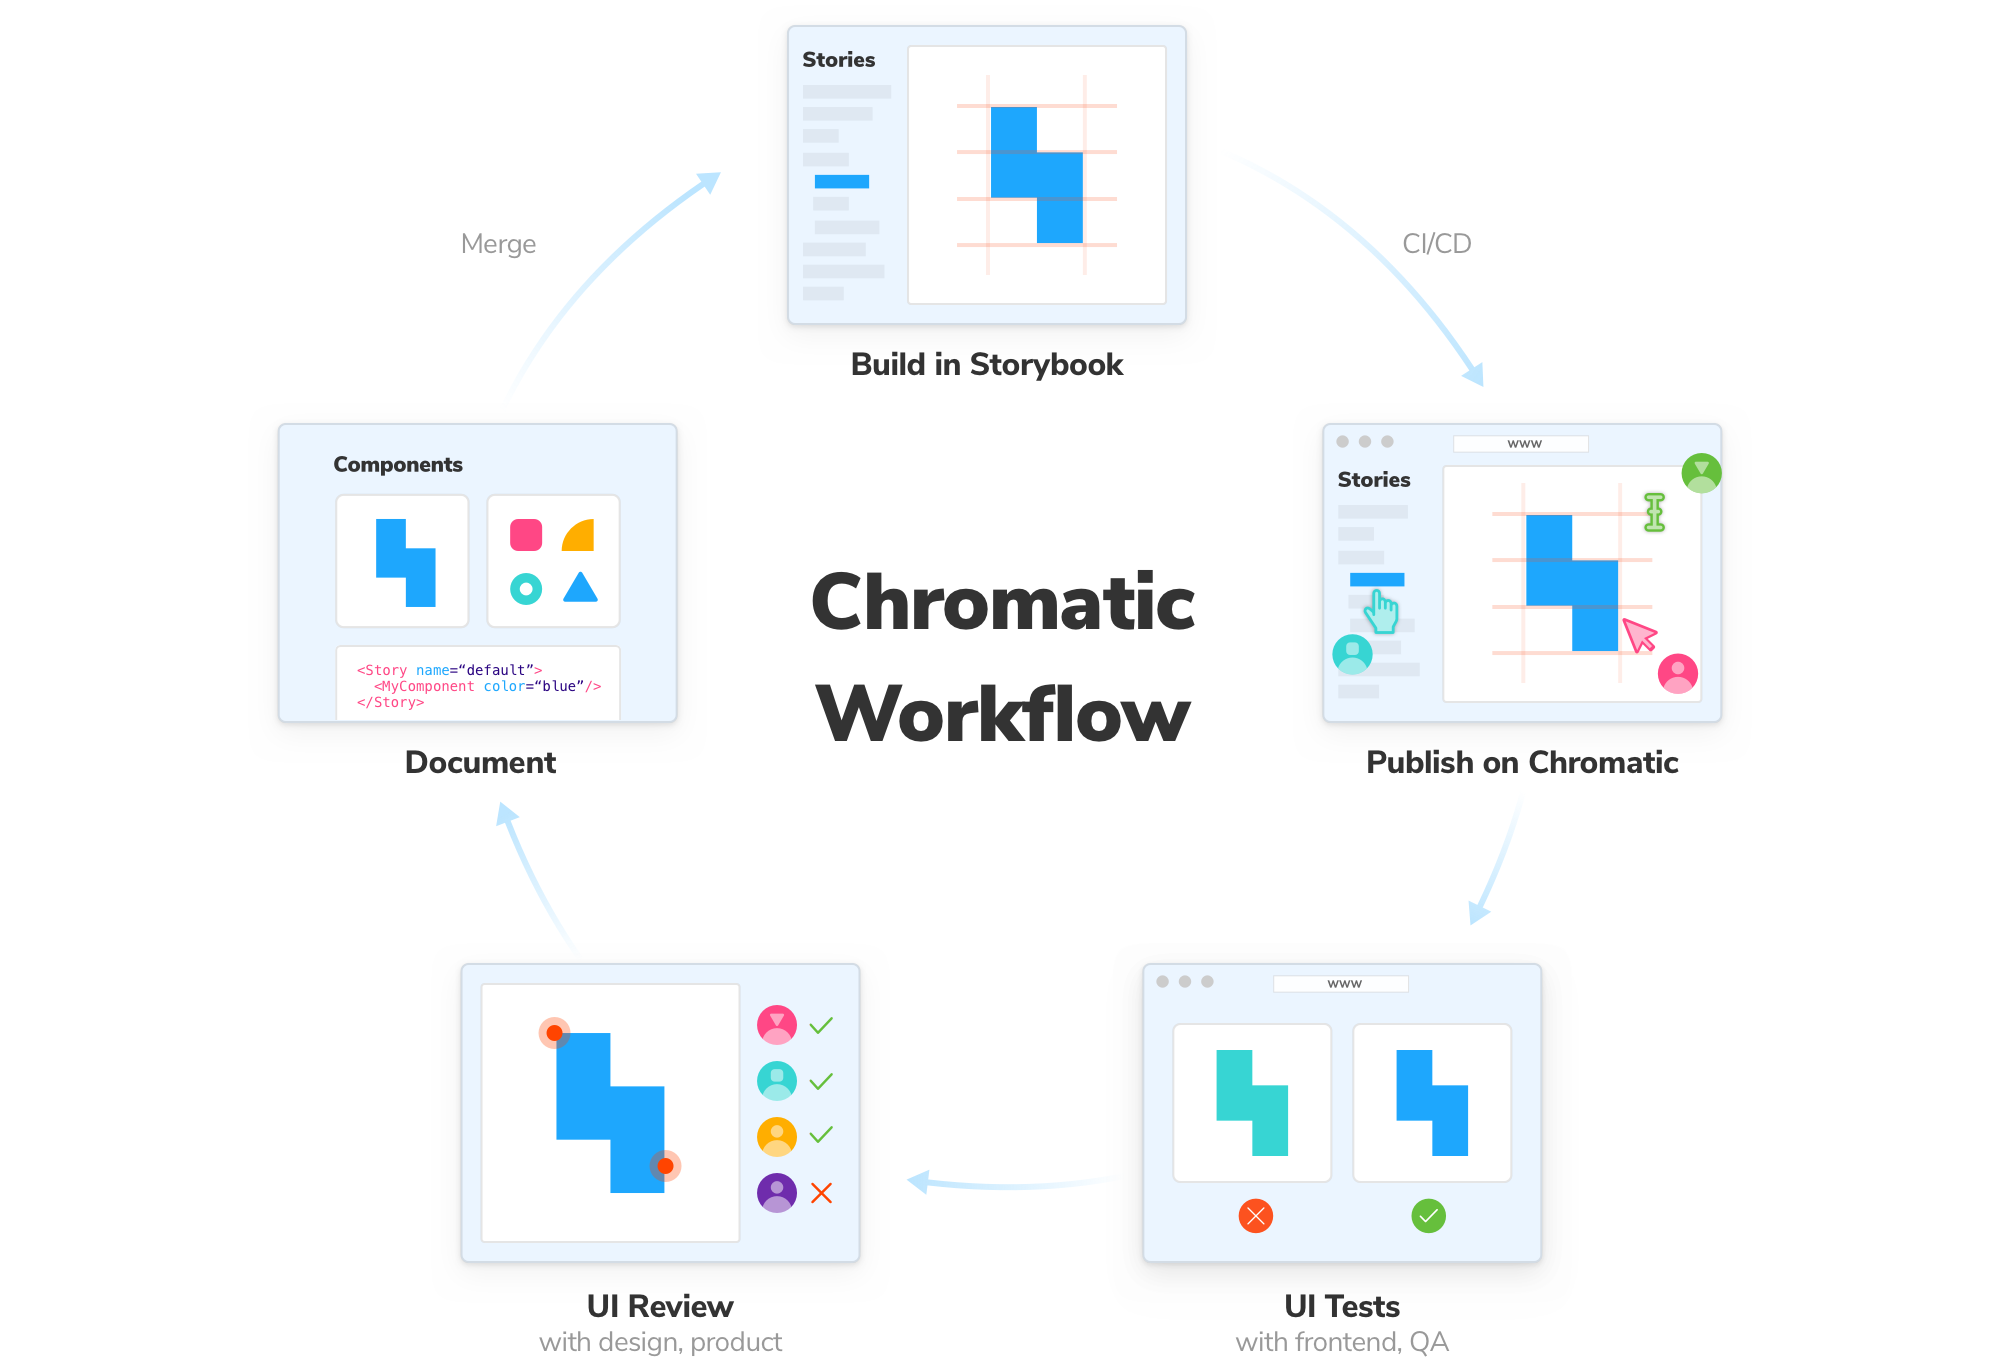 Stories
Build in Storybook
Merge
CI/CD
Components
<Story name=“default”>
<MyComponent color=“blue”/>
</Story>
Document
Chromatic
Workflow
www
Stories
Publish on Chromatic
UI Review
with design, product
www
UI Tests
with frontend, QA